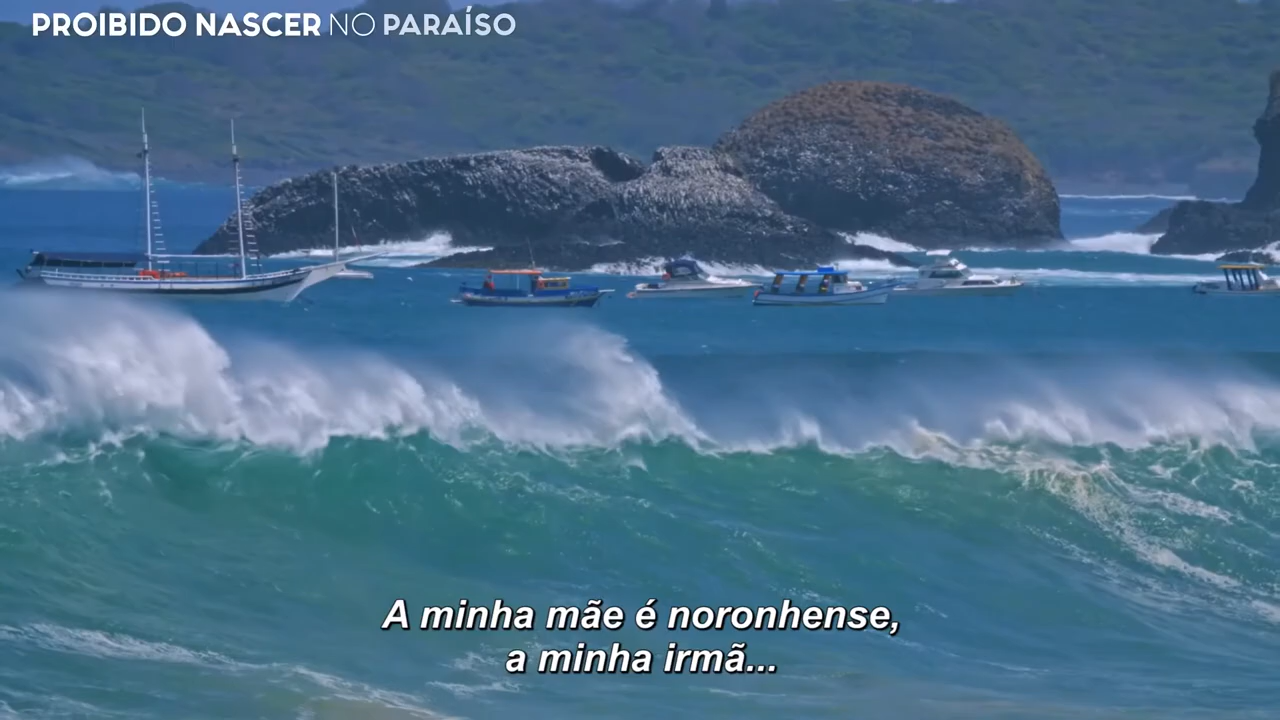 PROIBIDO NASCER NO PARAÍSO
A minha mãe é noronhense,
a minha irmã...